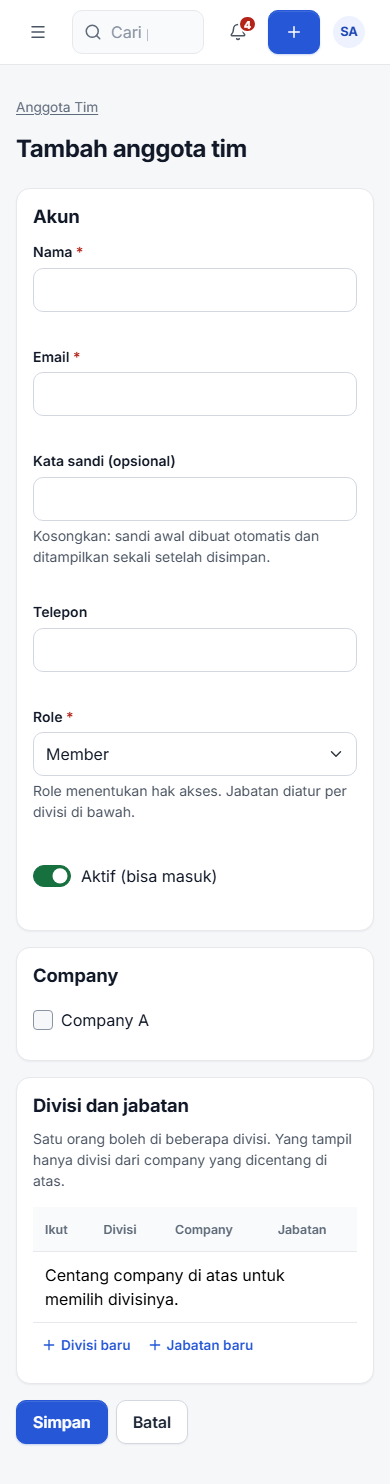 Cari
4
SA
Anggota Tim
Tambah anggota tim
Akun
Nama *
Email *
Kata sandi (opsional)
Kosongkan: sandi awal dibuat otomatis dan
ditampilkan sekali setelah disimpan.
Telepon
Role *
Member
Role menentukan hak akses. Jabatan diatur per
divisi di bawah.
Aktif (bisa masuk)
Company
Company A
Divisi dan jabatan
Satu orang boleh di beberapa divisi. Yang tampil
hanya divisi dari company yang dicentang di
atas.
Ikut Divisi Company Jabatan
Centang company di atas untuk
memilih divisinya.
+ Divisi baru + Jabatan baru
Simpan Batal